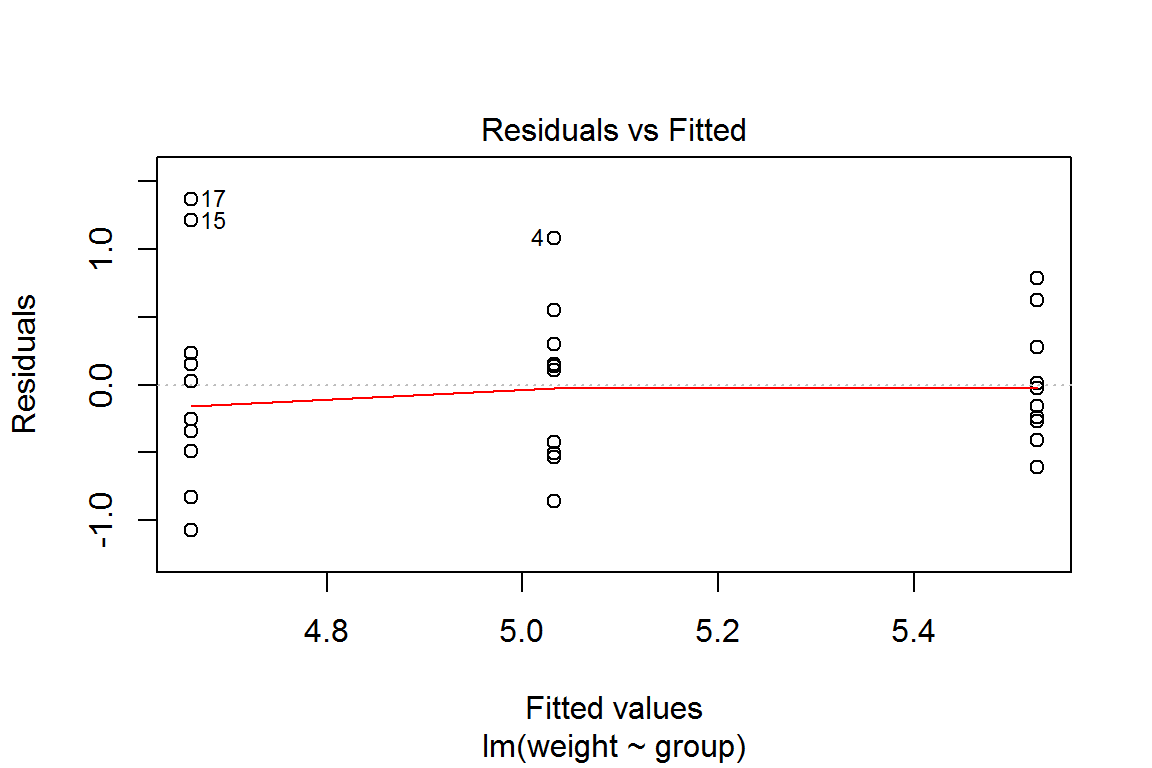 Residuals vs Fitted
17
15
4
1.0
0.0
-1.0
Residuals
4.8 5.0 5.2 5.4
Fitted values
lm(weight ~ group)